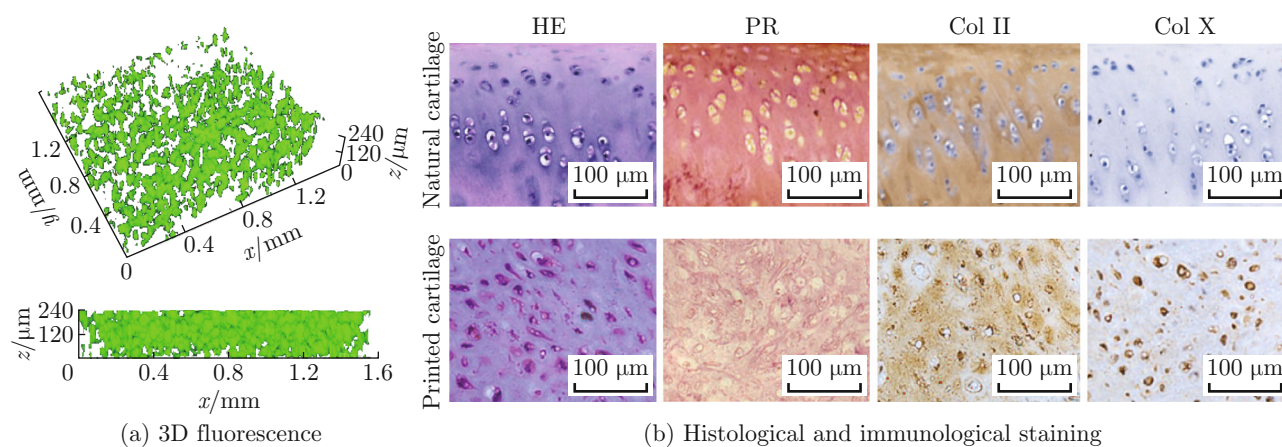 HE PR Col II Col X
Natural cartilage
100 μm 100 μm 100 μm 100 μm
Printed cartilage
100 μm 100 μm 100 μm 100 μm
240
120
0
z/μm
1.2
0.8
0.4
0
y/mm
0.4
0.8
1.2
x/mm
240
120
0
z/μm
0.4 0.8 1.2 1.6
x/mm
(a) 3D fluorescence
(b) Histological and immunological staining